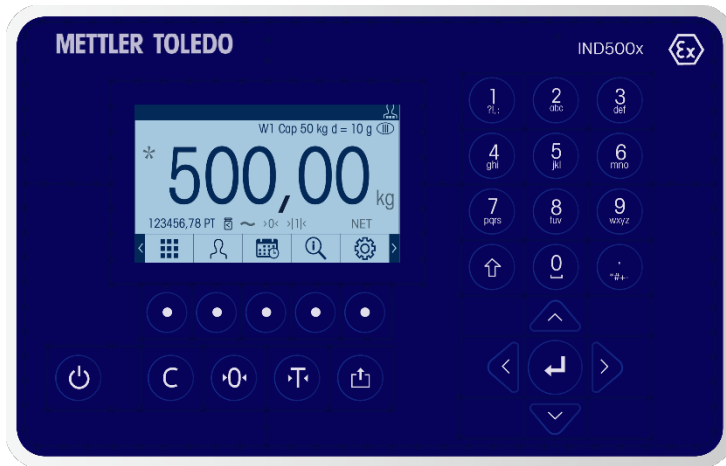 METTLER TOLEDO
IND500x
Ex
W1 Cap 50 kg d = 10 g III
* 500,00 kg
123456,78 PT >0< >|1|< NET
1 2 3
?!,: abc def
4 5 6
ghi jkl mno
7 8 9
pqrs tuv wxyz
0 .
"#+-
C 0 T